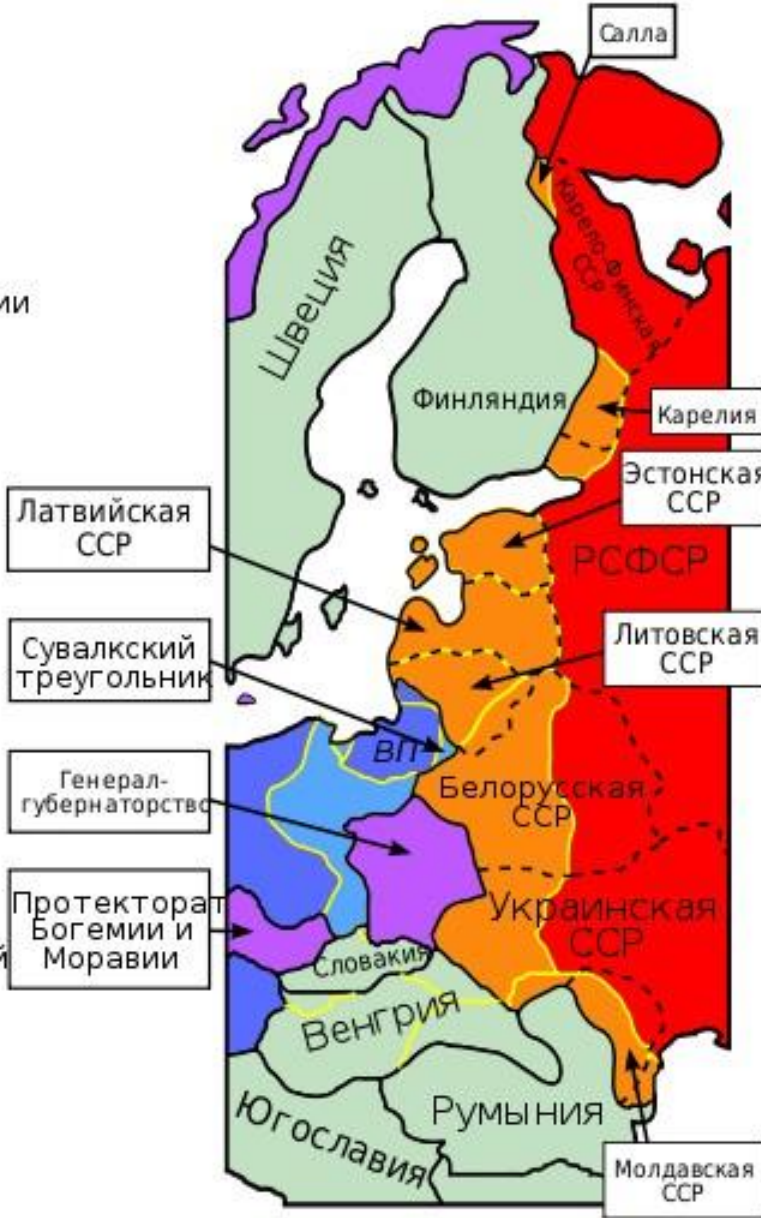 Салла
Карело-Финская
ССР
ии
Швеция
Финляндия
Карелия
Эстонская
ССР
Латвийская
ССР
РСФСР
Литовская
ССР
Сувалкский
треугольник
ВП
Генерал-
губернаторство
Белорусская
ССР
Протекторат
Богемии и
Моравии
й
Украинская
ССР
Словакия
Венгрия
Югославия
Румыния
Молдавская
ССР